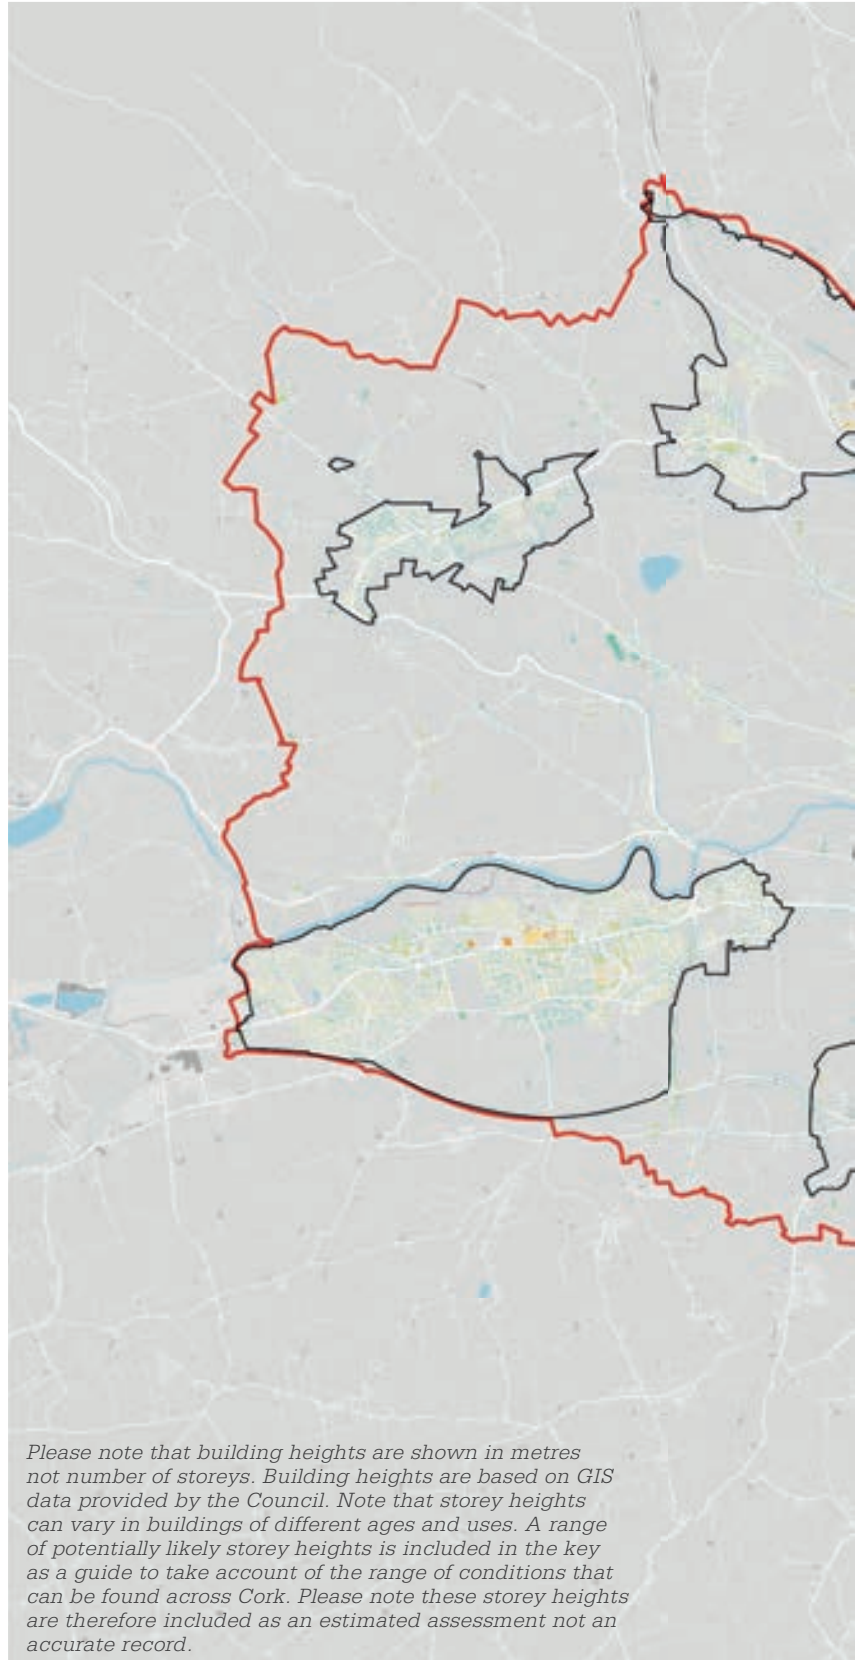 Please note that building heights are shown in metres
not number of storeys. Building heights are based on GIS
data provided by the Council. Note that storey heights
can vary in buildings of different ages and uses. A range
of potentially likely storey heights is included in the key
as a guide to take account of the range of conditions that
can be found across Cork. Please note these storey heights
are therefore included as an estimated assessment not an
accurate record.